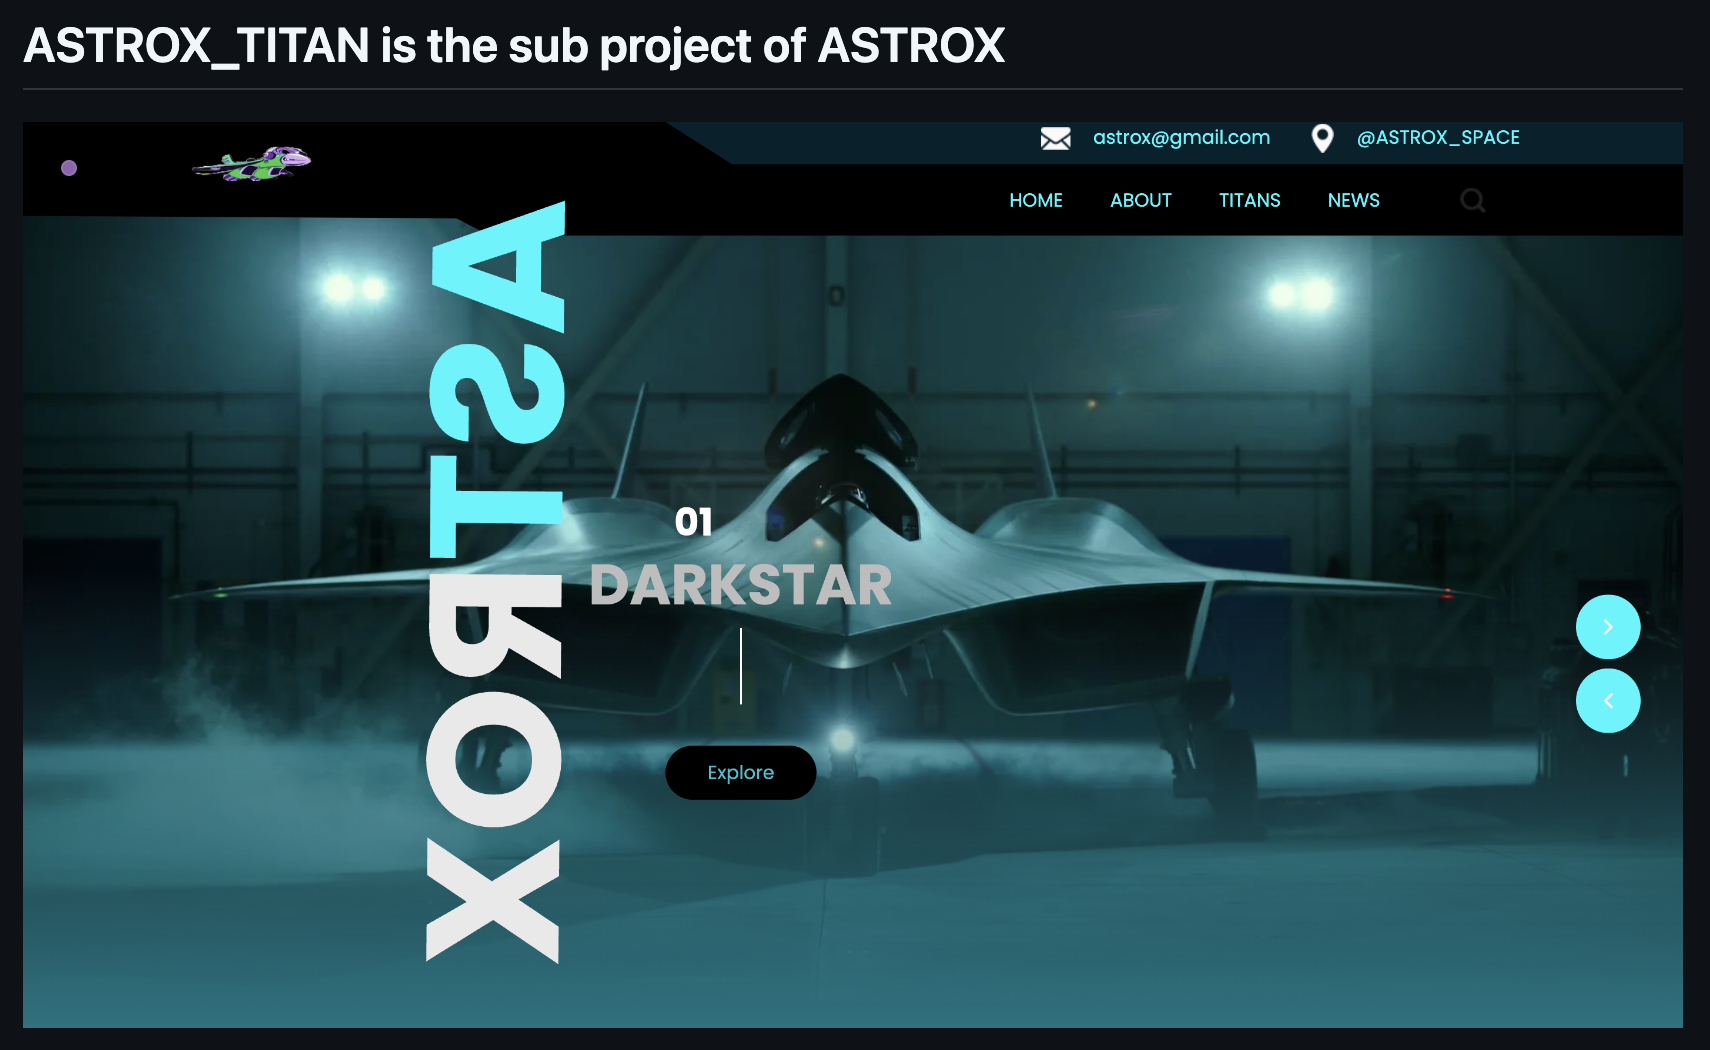 ASTROX_TITAN is the sub project of ASTROX
astrox@gmail.com
@ASTROX_SPACE
HOME ABOUT TITANS NEWS
ASTROX
01
DARKSTAR
Explore